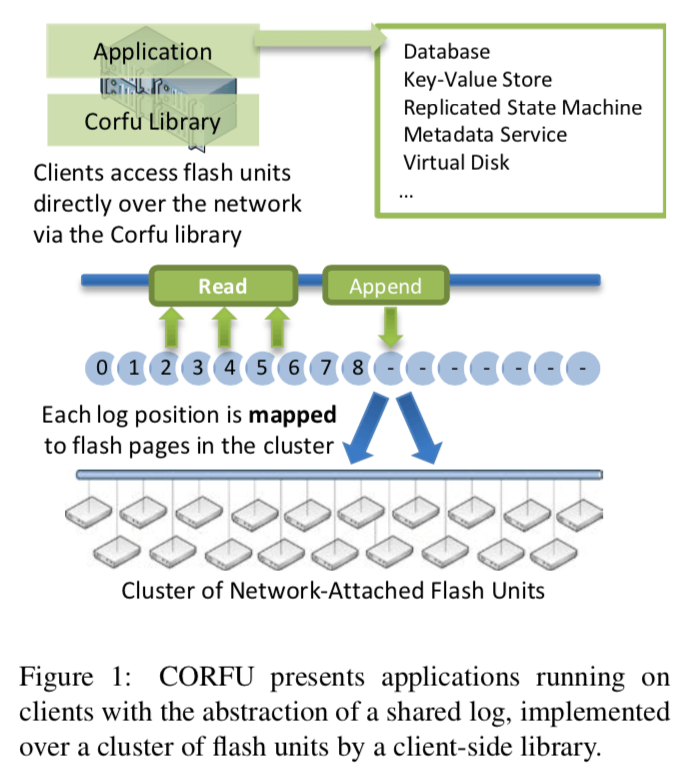 Application
Corfu Library
Database
Key-Value Store
Replicated State Machine
Metadata Service
Virtual Disk
...
Clients access flash units
directly over the network
via the Corfu library
Read
Append
0 1 2 3 4 5 6 7 8 - - - - - - -
Each log position is mapped
to flash pages in the cluster
Cluster of Network-Attached Flash Units
Figure 1: CORFU presents applications running on
clients with the abstraction of a shared log, implemented
over a cluster of flash units by a client-side library.